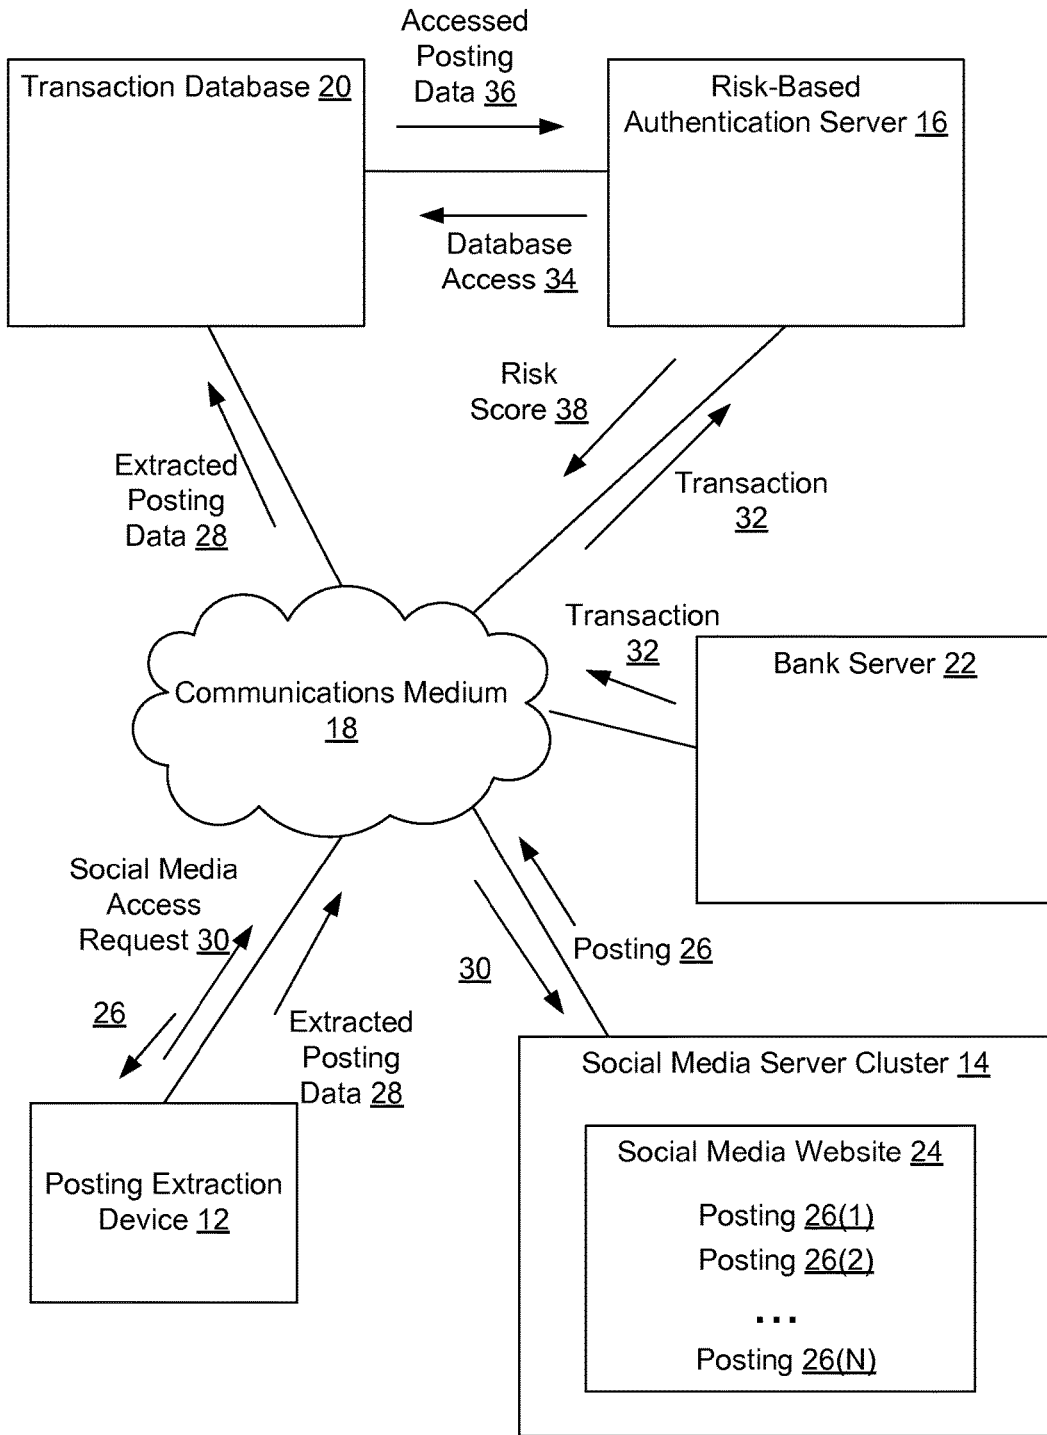 Accessed
Posting
Data 36
Transaction Database 20
Risk-Based
Authentication Server 16
Database
Access 34
Risk
Score 38
Extracted
Posting
Data 28
Transaction
32
Transaction
32
Bank Server 22
Communications Medium
18
Social Media
Access
Request 30
26
Extracted
Posting
Data 28
30
Posting 26
Posting Extraction
Device 12
Social Media Server Cluster 14
Social Media Website 24
Posting 26(1)
Posting 26(2)
...
Posting 26(N)